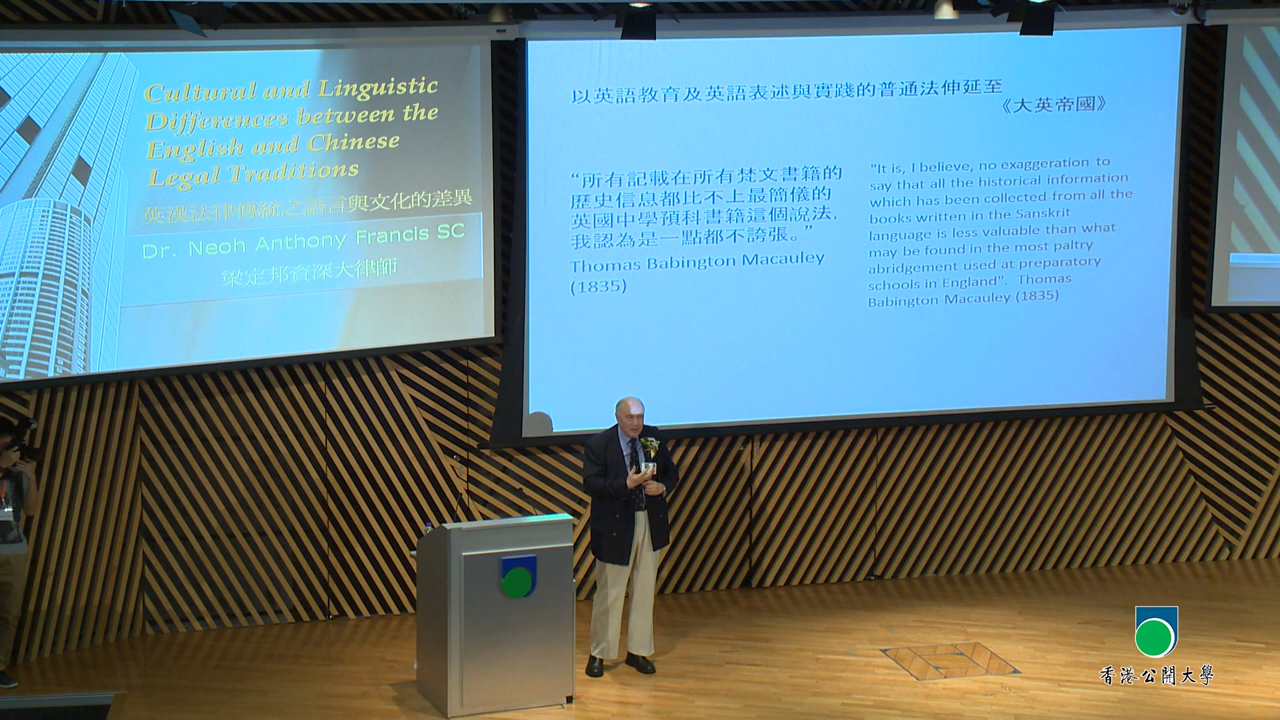 Cultural and Linguistic
Differences between the
English and Chinese
Legal Traditions
英漢法律傳統之語言與文化的差異
Dr. Neoh Anthony Francis SC
梁定邦資深大律師
以英語教育及英語表述與實踐的普通法伸延至
《大英帝國》
“所有記載在所有梵文書籍的
歷史信息都比不上最簡儀的
英國中學預科書籍這個說法,
我認為是一點都不誇張。”
Thomas Babington Macauley
(1835)
"It is, I believe, no exaggeration to
say that all the historical information
which has been collected from all the
books written in the Sanskrit
language is less valuable than what
may be found in the most paltry
abridgement used at preparatory
schools in England". Thomas
Babington Macauley (1835)
香港公開大學